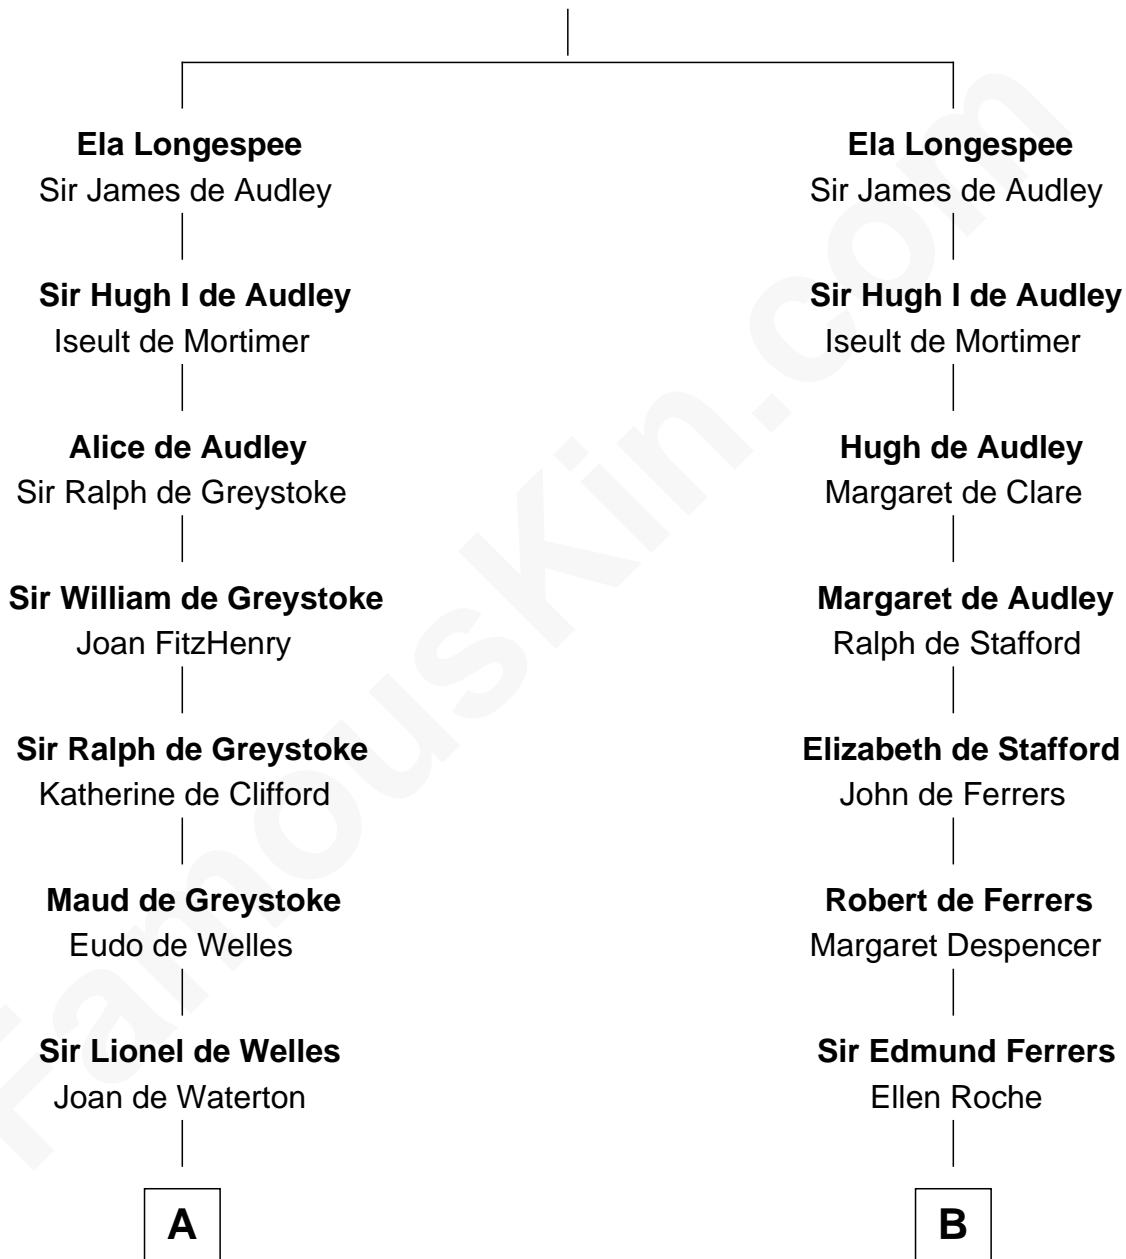 Ela Longespee
Sir James de Audley
Sir Hugh I de Audley
Iseult de Mortimer
Alice de Audley
Sir Ralph de Greystoke
Sir William de Greystoke
Joan FitzHenry
Sir Ralph de Greystoke
Katherine de Clifford
Maud de Greystoke
Eudo de Welles
Sir Lionel de Welles
Joan de Waterton
A
Ela Longespee
Sir James de Audley
Sir Hugh I de Audley
Iseult de Mortimer
Hugh de Audley
Margaret de Clare
Margaret de Audley
Ralph de Stafford
Elizabeth de Stafford
John de Ferrers
Robert de Ferrers
Margaret Despencer
Sir Edmund Ferrers
Ellen Roche
B
FamousKin.com